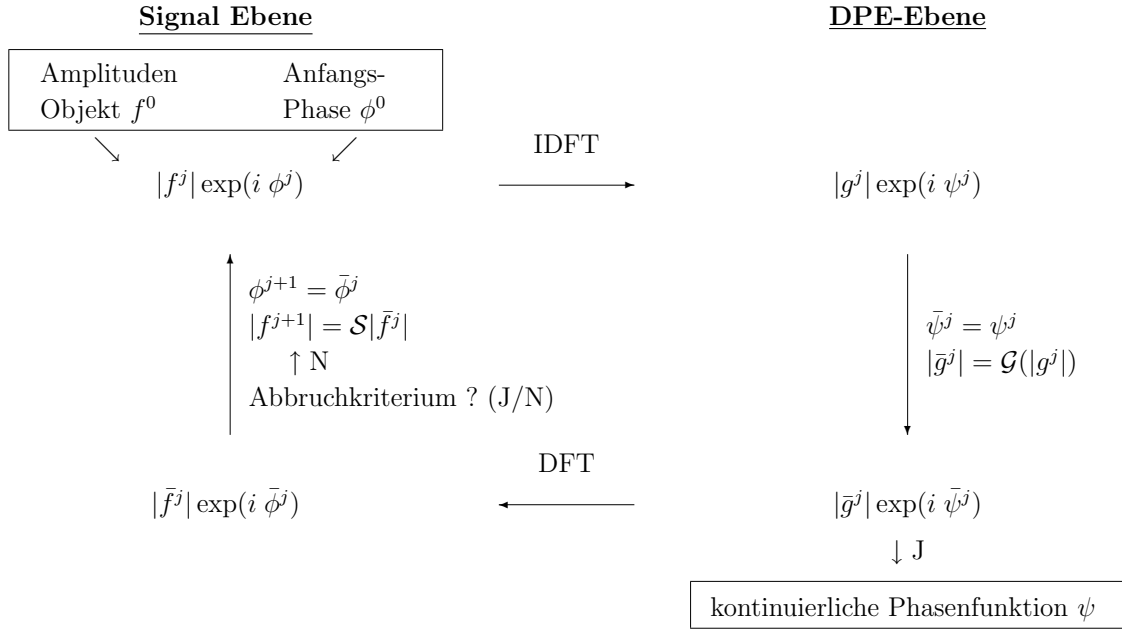 Signal Ebene
DPE-Ebene
Amplituden
Objekt f⁰
Anfangs-
Phase ϕ⁰
↘ ↙
|f^j| exp(i ϕ^j)
IDFT
|g^j| exp(i ψ^j)
ϕ^{j+1} = ϕ̄^j
|f^{j+1}| = 𝒮|f̄^j|
↑ N
Abbruchkriterium ? (J/N)
ψ̄^j = ψ^j
|ḡ^j| = 𝒢(|g^j|)
|f̄^j| exp(i ϕ̄^j)
DFT
|ḡ^j| exp(i ψ̄^j)
↓ J
kontinuierliche Phasenfunktion ψ